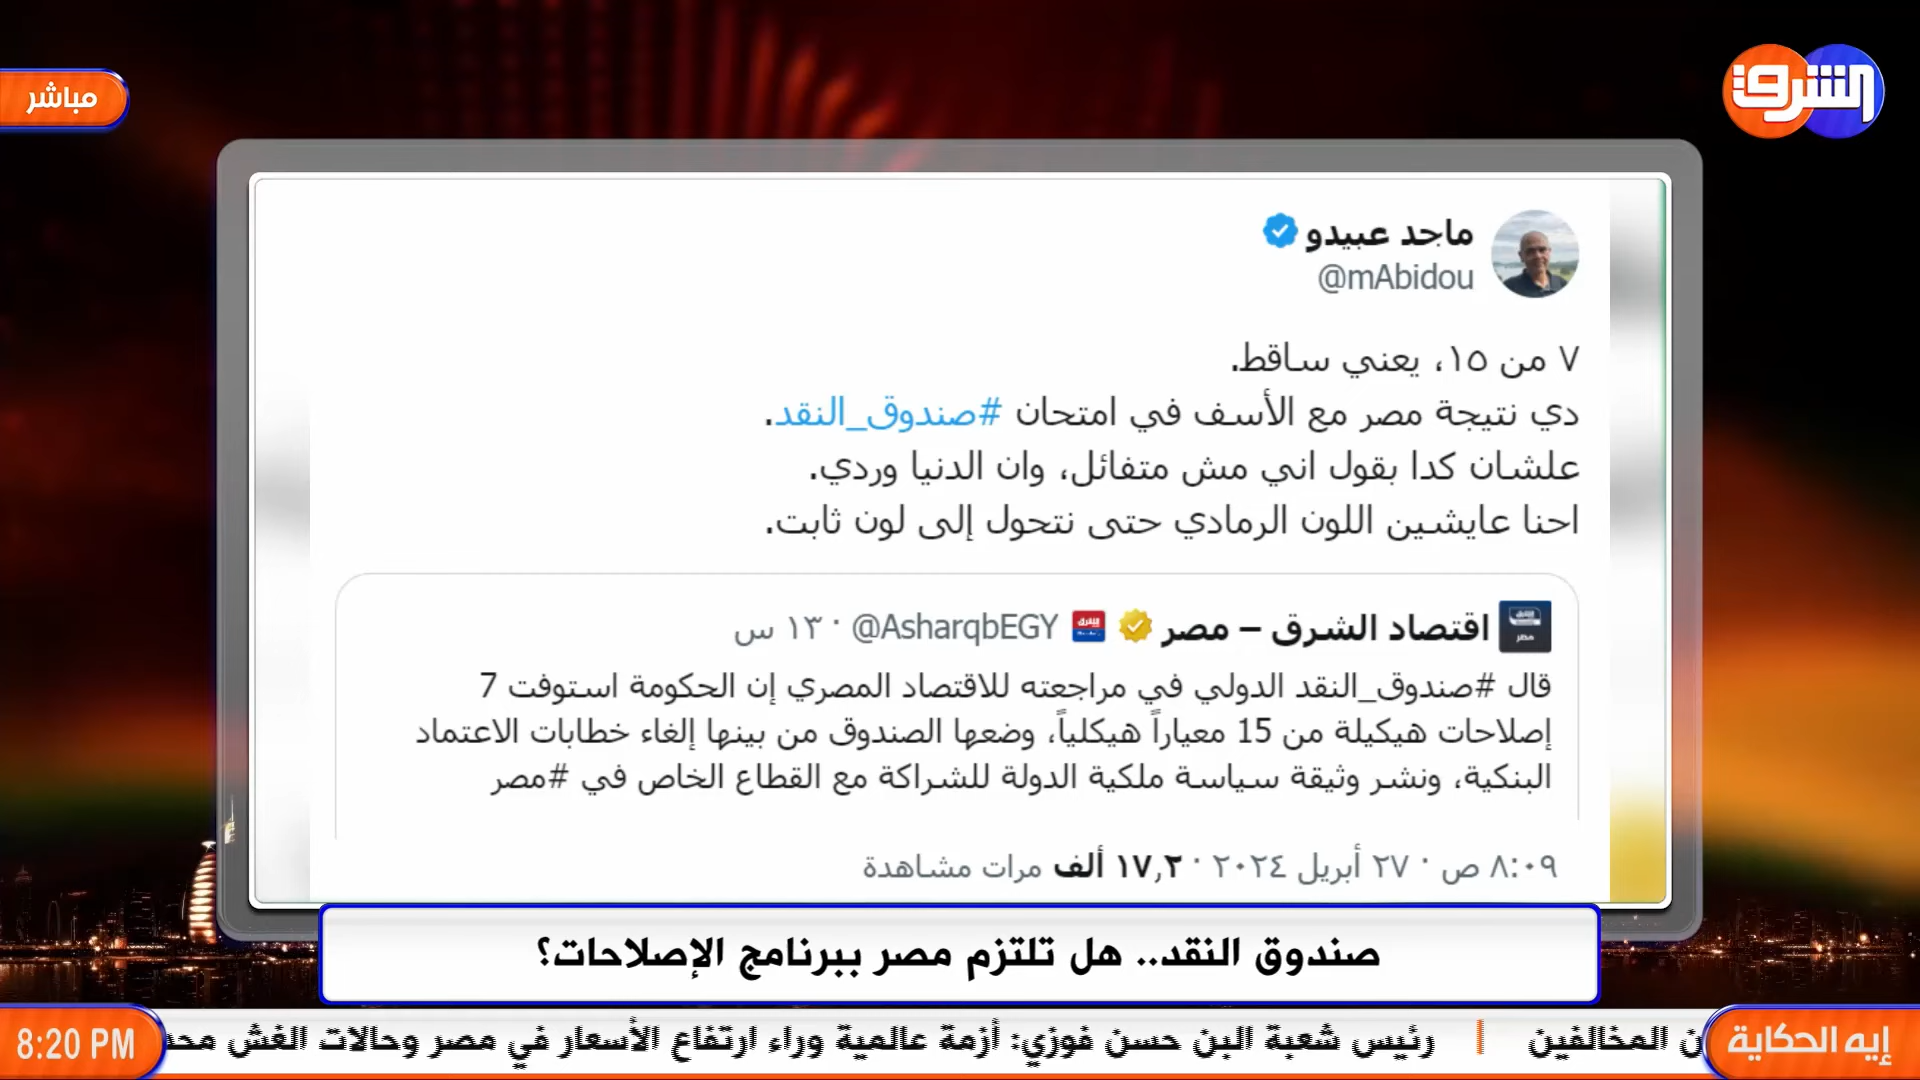 مباشر
الشرق
ماجد عبيدو
@mAbidou
٧ من ١٥، يعني ساقط.
دي نتيجة مصر مع الأسف في امتحان #صندوق_النقد.
علشان كدا بقول اني مش متفائل، وان الدنيا وردي.
احنا عايشين اللون الرمادي حتى نتحول إلى لون ثابت.
اقتصاد الشرق – مصر @AsharqbEGY · ١٣ س
قال #صندوق_النقد الدولي في مراجعته للاقتصاد المصري إن الحكومة استوفت 7
إصلاحات هيكيلة من 15 معياراً هيكلياً، وضعها الصندوق من بينها إلغاء خطابات الاعتماد
البنكية، ونشر وثيقة سياسة ملكية الدولة للشراكة مع القطاع الخاص في #مصر
٨:٠٩ ص · ٢٧ أبريل ٢٠٢٤ · ١٧,٢ ألف مرات مشاهدة
صندوق النقد.. هل تلتزم مصر ببرنامج الإصلاحات؟
إيه الحكاية
ن المخالفين | رئيس شعبة البن حسن فوزي: أزمة عالمية وراء ارتفاع الأسعار في مصر وحالات الغش محد
8:20 PM